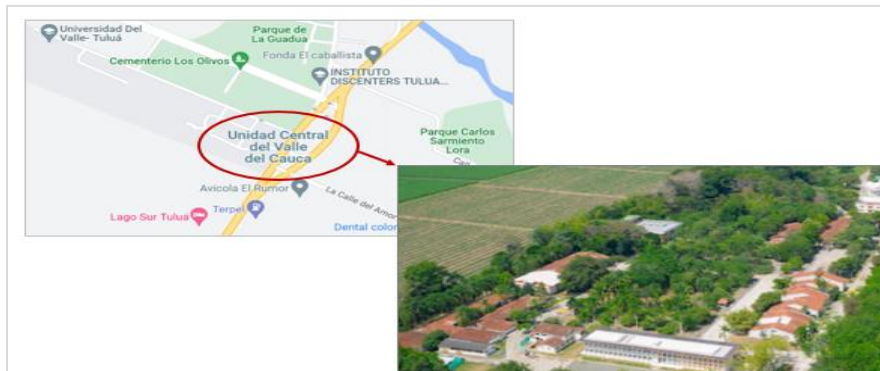 Universidad Del
Valle- Tuluá
Parque de
La Guadua
Cementerio Los Olivos
Fonda El caballista
INSTITUTO
DISCENTERS TULUA...
Unidad Central
del Valle
del Cauca
Parque Carlos
Sarmiento
Lora
Avícola El Rumor
La Calle del Amor
Terpel
Lago Sur Tulua
Dental color